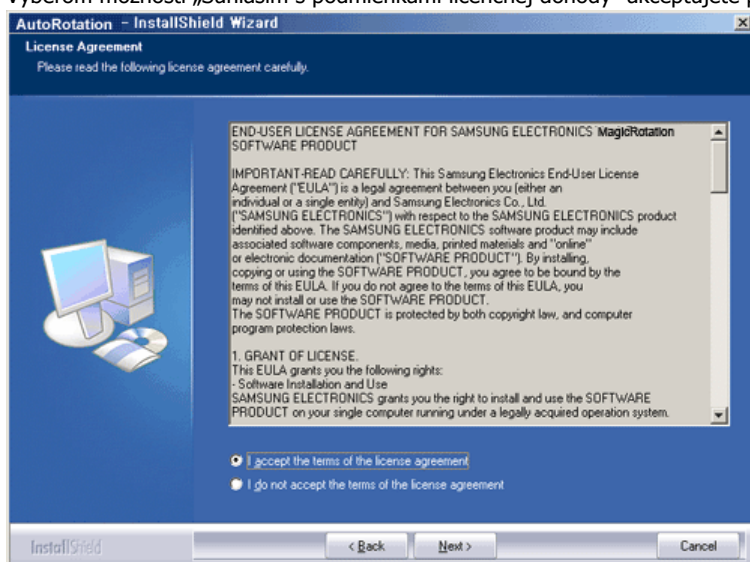 výberom možnosti „Súhlasím s podmienkami licenčnej dohody“ akceptujete
AutoRotation - InstallShield Wizard
License Agreement
Please read the following license agreement carefully.
END-USER LICENSE AGREEMENT FOR SAMSUNG ELECTRONICS MagicRotation
SOFTWARE PRODUCT
IMPORTANT-READ CAREFULLY: This Samsung Electronics End-User License
Agreement ("EULA") is a legal agreement between you (either an
individual or a single entity) and Samsung Electronics Co., Ltd.
("SAMSUNG ELECTRONICS") with respect to the SAMSUNG ELECTRONICS product
identified above. The SAMSUNG ELECTRONICS software product may include
associated software components, media, printed materials and "online"
or electronic documentation ("SOFTWARE PRODUCT"). By installing,
copying or using the SOFTWARE PRODUCT, you agree to be bound by the
terms of this EULA. If you do not agree to the terms of this EULA, you
may not install or use the SOFTWARE PRODUCT.
The SOFTWARE PRODUCT is protected by both copyright law, and computer
program protection laws.
1. GRANT OF LICENSE.
This EULA grants you the following rights:
- Software Installation and Use
SAMSUNG ELECTRONICS grants you the right to install and use the SOFTWARE
PRODUCT on your single computer running under a legally acquired operation system.
I accept the terms of the license agreement
I do not accept the terms of the license agreement
InstallShield
< Back
Next >
Cancel